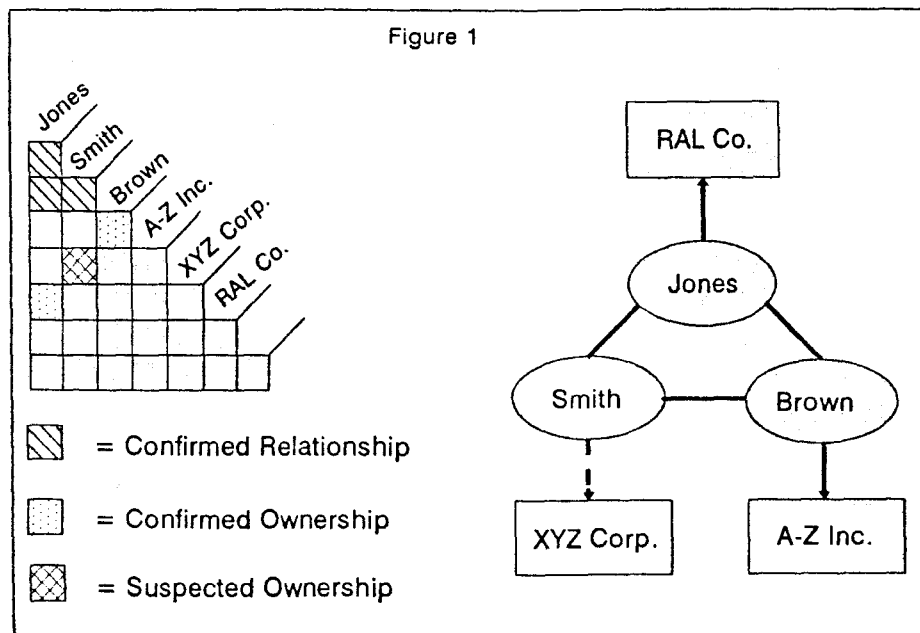 Figure 1
Jones
Smith
Brown
A-Z Inc.
XYZ Corp.
RAL Co.
= Confirmed Relationship
= Confirmed Ownership
= Suspected Ownership
RAL Co.
Jones
Smith
Brown
XYZ Corp.
A-Z Inc.